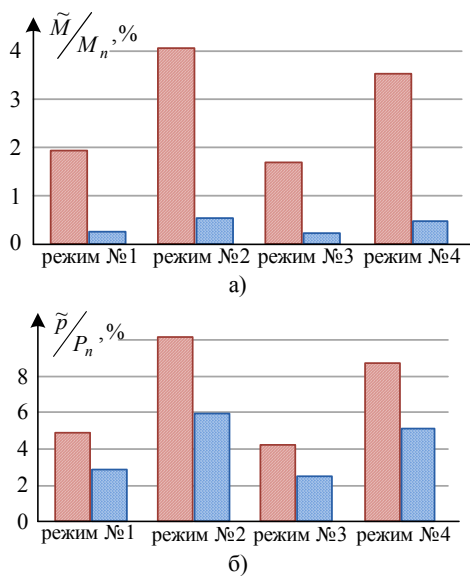 M̃/Mₙ, %
4
3
2
1
0
режим №1 режим №2 режим №3 режим №4
а)
p̃/Pₙ, %
8
6
4
2
0
режим №1 режим №2 режим №3 режим №4
б)